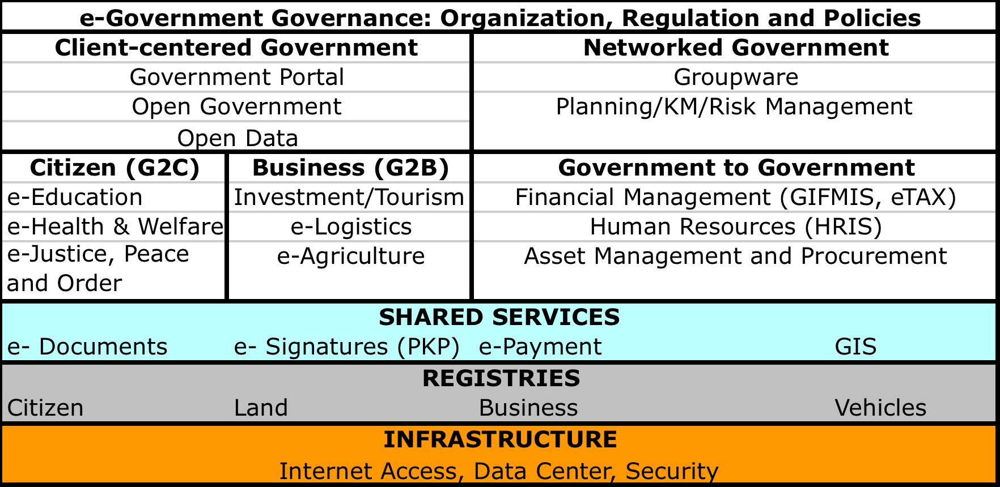 e-Government Governance: Organization, Regulation and Policies
Client-centered Government
Government Portal
Open Government
Open Data
Networked Government
Groupware
Planning/KM/Risk Management
Citizen (G2C)
e-Education
e-Health & Welfare
e-Justice, Peace
and Order
Business (G2B)
Investment/Tourism
e-Logistics
e-Agriculture
Government to Government
Financial Management (GIFMIS, eTAX)
Human Resources (HRIS)
Asset Management and Procurement
SHARED SERVICES
e- Documents e- Signatures (PKP) e-Payment GIS
REGISTRIES
Citizen Land Business Vehicles
INFRASTRUCTURE
Internet Access, Data Center, Security